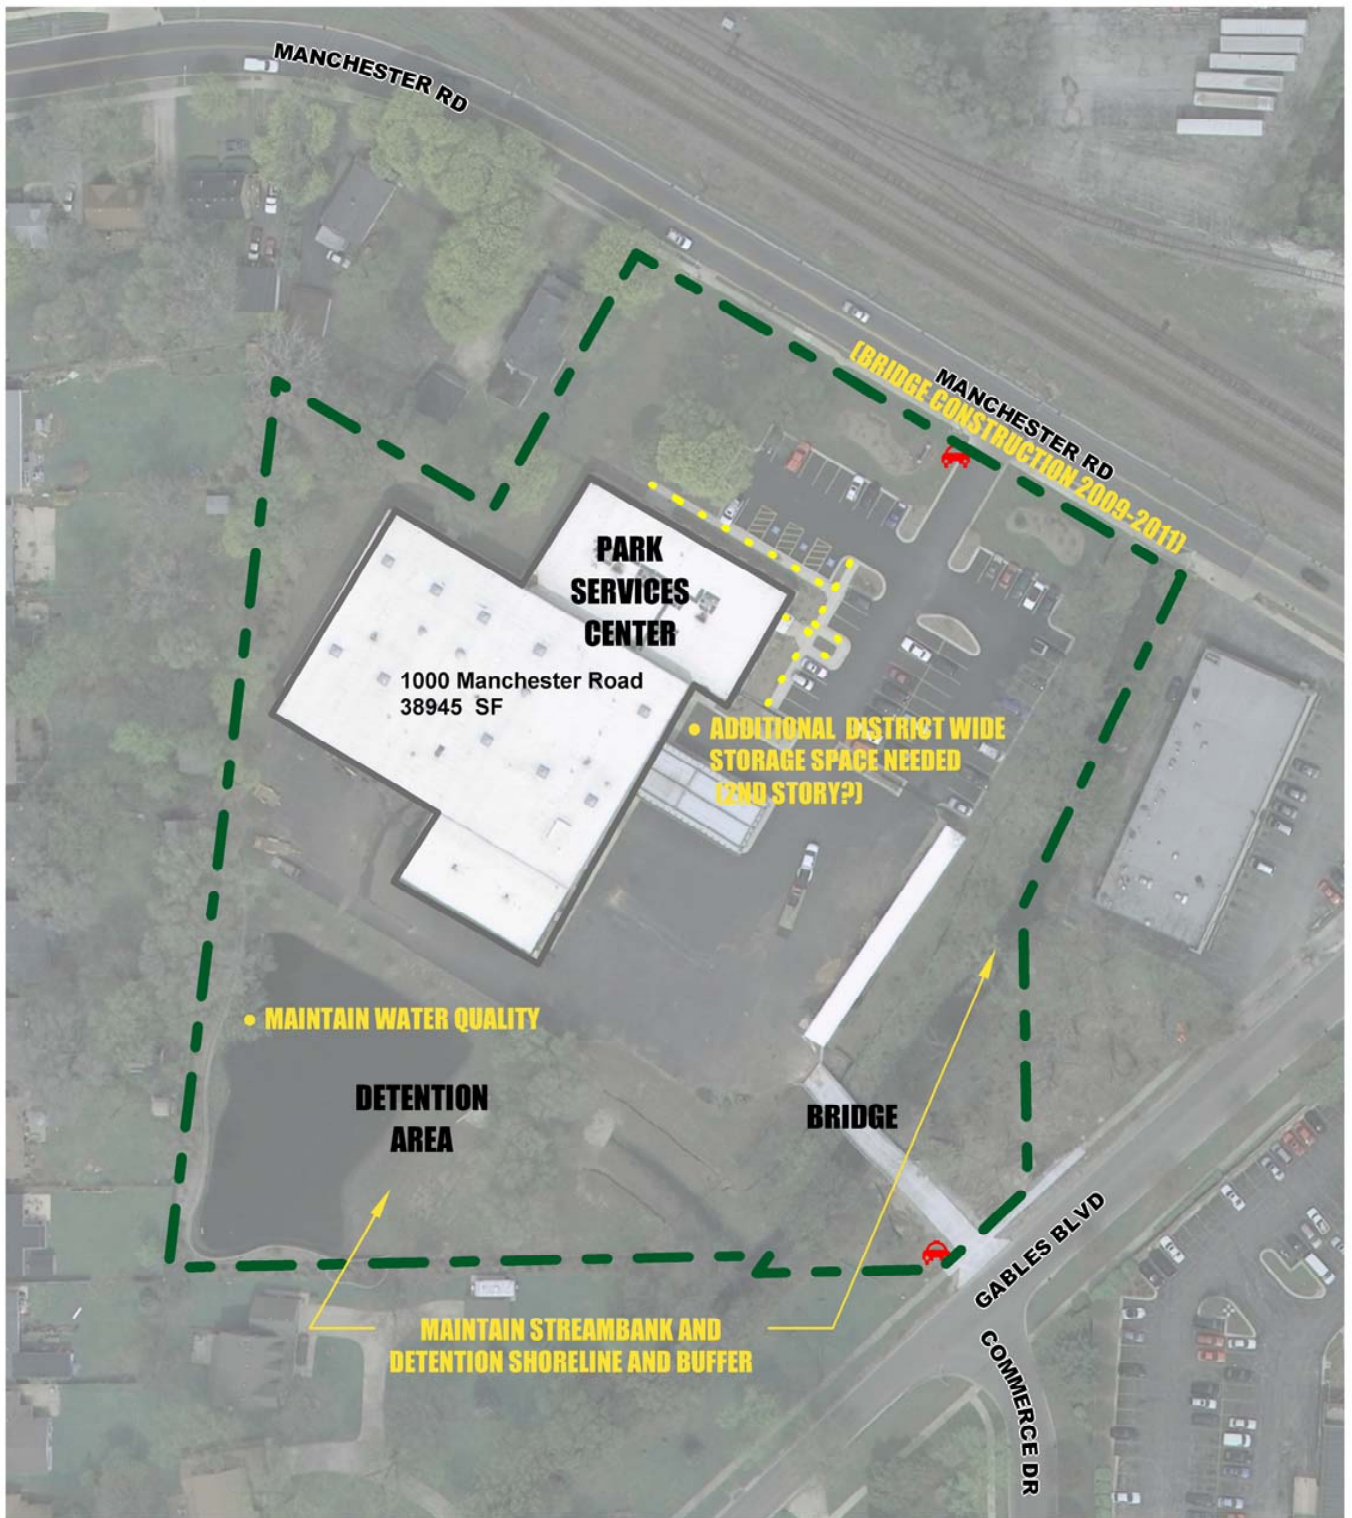 MANCHESTER RD
MANCHESTER RD
[BRIDGE CONSTRUCTION 2009-2011]
PARK
SERVICES
CENTER
1000 Manchester Road
38945 SF
• ADDITIONAL DISTRICT WIDE
STORAGE SPACE NEEDED
(2ND STORY?)
• MAINTAIN WATER QUALITY
DETENTION
AREA
BRIDGE
GABLES BLVD
MAINTAIN STREAMBANK AND
DETENTION SHORELINE AND BUFFER
COMMERCE DR